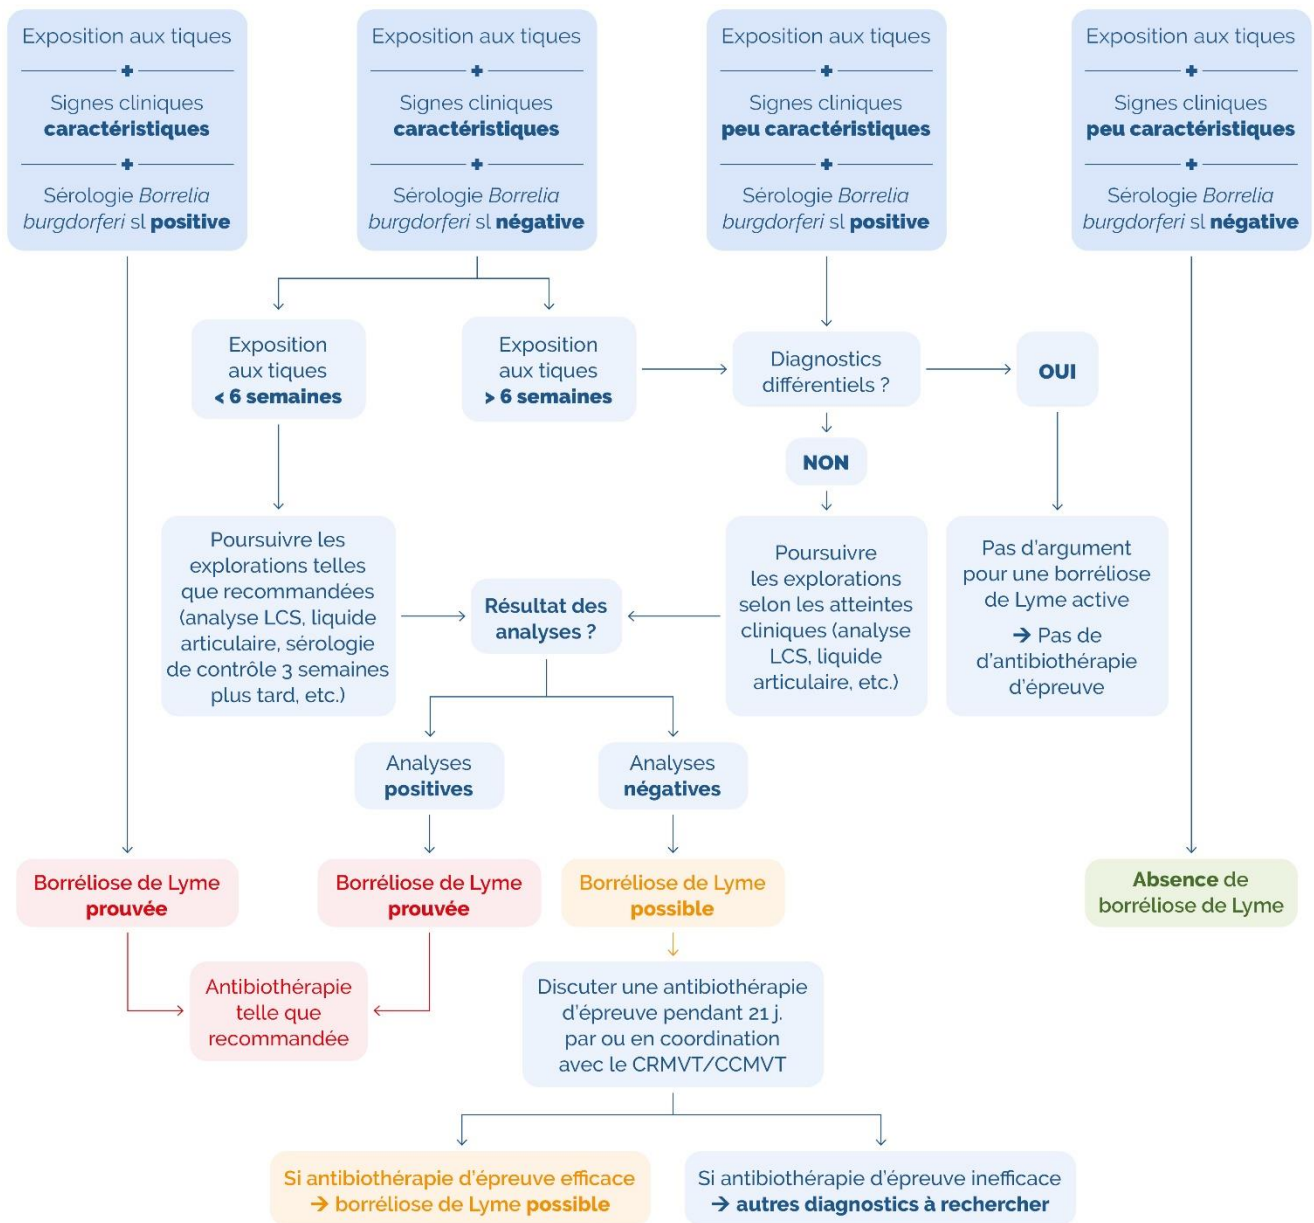 Exposition aux tiques
+
Signes cliniques
caractéristiques
+
Sérologie Borrelia
burgdorferi sl positive
Exposition aux tiques
+
Signes cliniques
caractéristiques
+
Sérologie Borrelia
burgdorferi sl négative
Exposition aux tiques
+
Signes cliniques
peu caractéristiques
+
Sérologie Borrelia
burgdorferi sl positive
Exposition aux tiques
+
Signes cliniques
peu caractéristiques
+
Sérologie Borrelia
burgdorferi sl négative
Exposition
aux tiques
< 6 semaines
Exposition
aux tiques
> 6 semaines
Diagnostics
différentiels ?
OUI
NON
Poursuivre les
explorations telles
que recommandées
(analyse LCS, liquide
articulaire, sérologie
de contrôle 3 semaines
plus tard, etc.)
Résultat des
analyses ?
Poursuivre
les explorations
selon les atteintes
cliniques (analyse
LCS, liquide
articulaire, etc.)
Pas d'argument
pour une borréliose
de Lyme active
→ Pas
d'antibiothérapie
d'épreuve
Analyses
positives
Analyses
négatives
Borréliose de Lyme
prouvée
Borréliose de Lyme
prouvée
Borréliose de Lyme
possible
Absence de
borréliose de Lyme
Antibiothérapie
telle que
recommandée
Discuter une antibiothérapie
d'épreuve pendant 21 j.
par ou en coordination
avec le CRMVT/CCMVT
Si antibiothérapie d'épreuve efficace
→ borréliose de Lyme possible
Si antibiothérapie d'épreuve inefficace
→ autres diagnostics à rechercher